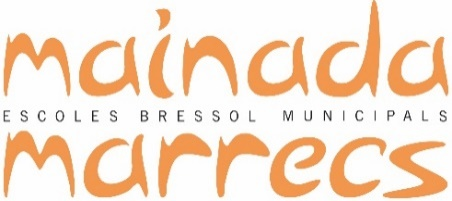 mainada
ESCOLES BRESSOL MUNICIPALS
marrecs